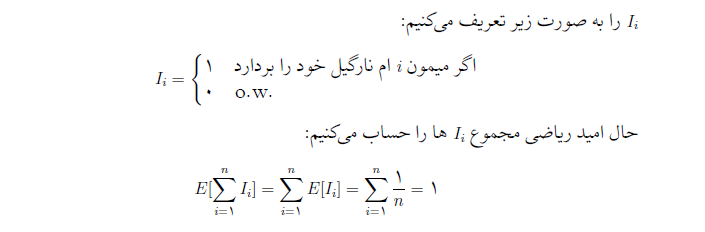 I_i را به صورت زیر تعریف می‌کنیم:
I_i = { ۱ اگر میمون i ام نارگیل خود را بردارد
۰ o.w.
حال امید ریاضی مجموع I_i ها را حساب می‌کنیم:
E[∑_{i=۱}^{n} I_i] = ∑_{i=۱}^{n} E[I_i] = ∑_{i=۱}^{n} ۱/n = ۱